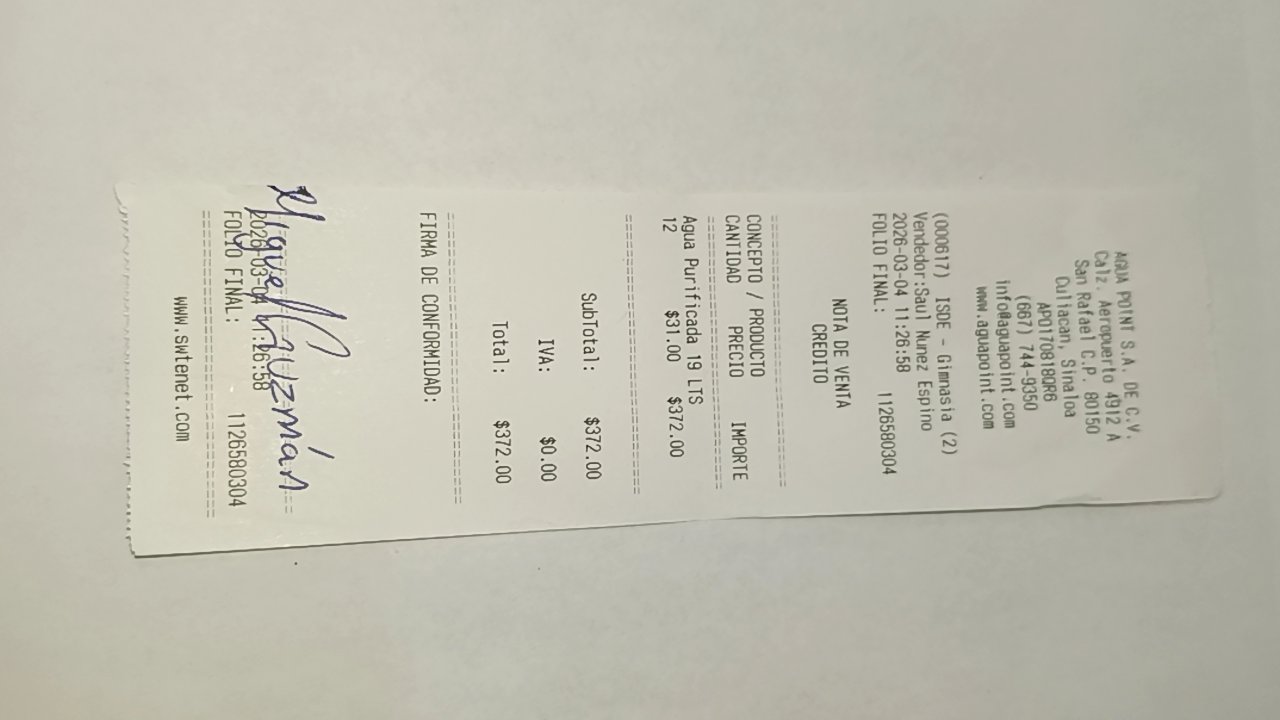 AGUA POINT S.A. DE C.V.
Calz. Aeropuerto 4912 A
San Rafael C.P. 80150
Culiacan, Sinaloa
APO170818QR6
(667) 744-9350
info@aguapoint.com
www.aguapoint.com
(000617) ISDE - Gimnasia (2)
Vendedor:Saul Nunez Espino
2026-03-04 11:26:58
FOLIO FINAL: 1126580304
NOTA DE VENTA
CREDITO
CONCEPTO / PRODUCTO
CANTIDAD PRECIO IMPORTE
Agua Purificada 19 LTS
12 $31.00 $372.00
SubTotal: $372.00
IVA: $0.00
Total: $372.00
FIRMA DE CONFORMIDAD:
Miguel Guzmán
2026-03-04 11:26:58
FOLIO FINAL: 1126580304
www.swtenet.com